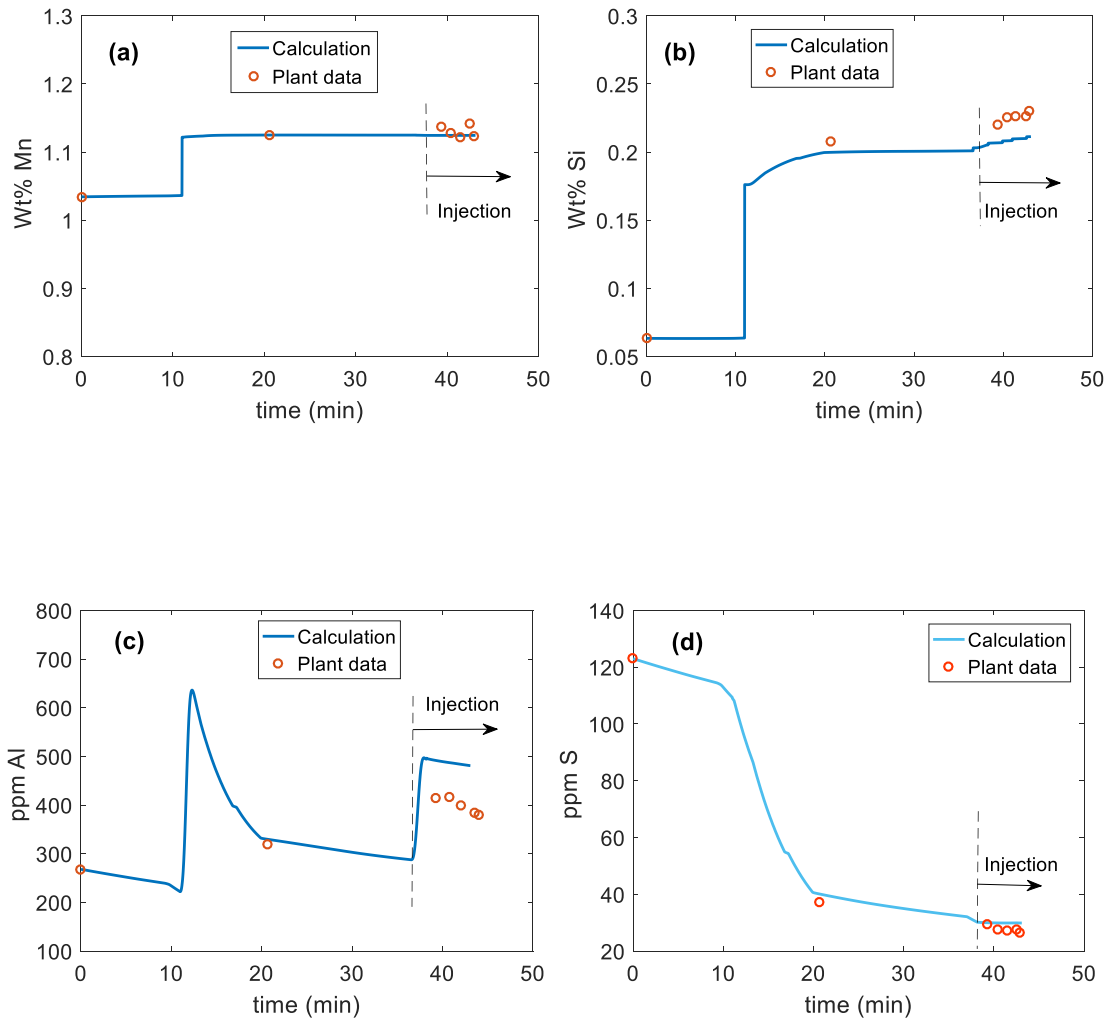 1.3
1.2
1.1
1
0.9
0.8
Wt% Mn
(a)
Calculation
Plant data
Injection
0 10 20 30 40 50
time (min)
0.3
0.25
0.2
0.15
0.1
0.05
Wt% Si
(b)
Calculation
Plant data
Injection
0 10 20 30 40 50
time (min)
800
700
600
500
400
300
200
100
ppm Al
(c)
Calculation
Plant data
Injection
0 10 20 30 40 50
time (min)
140
120
100
80
60
40
20
ppm S
(d)
Calculation
Plant data
Injection
0 10 20 30 40 50
time (min)